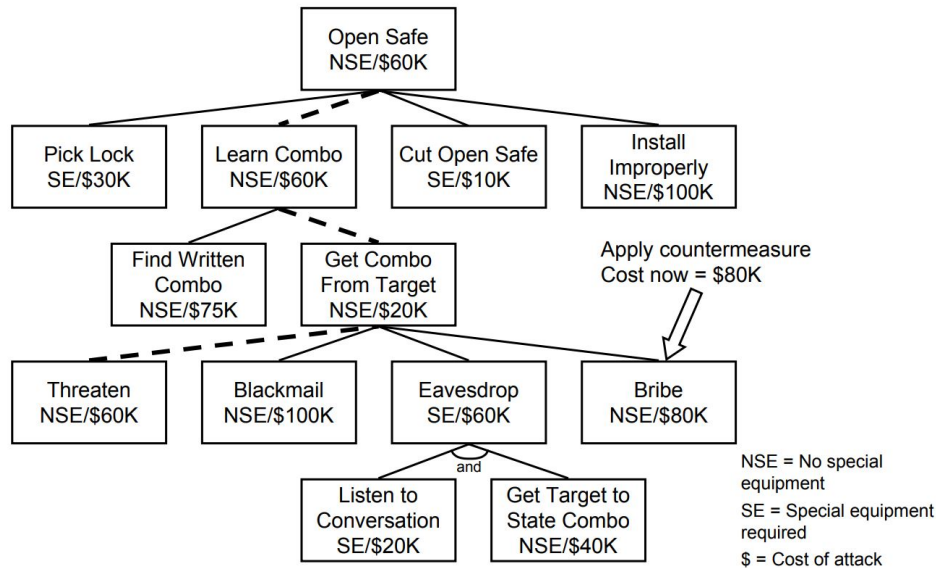 Open Safe
NSE/$60K
Pick Lock
SE/$30K
Learn Combo
NSE/$60K
Cut Open Safe
SE/$10K
Install
Improperly
NSE/$100K
Find Written
Combo
NSE/$75K
Get Combo
From Target
NSE/$20K
Apply countermeasure
Cost now = $80K
Threaten
NSE/$60K
Blackmail
NSE/$100K
Eavesdrop
SE/$60K
Bribe
NSE/$80K
and
Listen to
Conversation
SE/$20K
Get Target to
State Combo
NSE/$40K
NSE = No special
equipment
SE = Special equipment
required
$ = Cost of attack